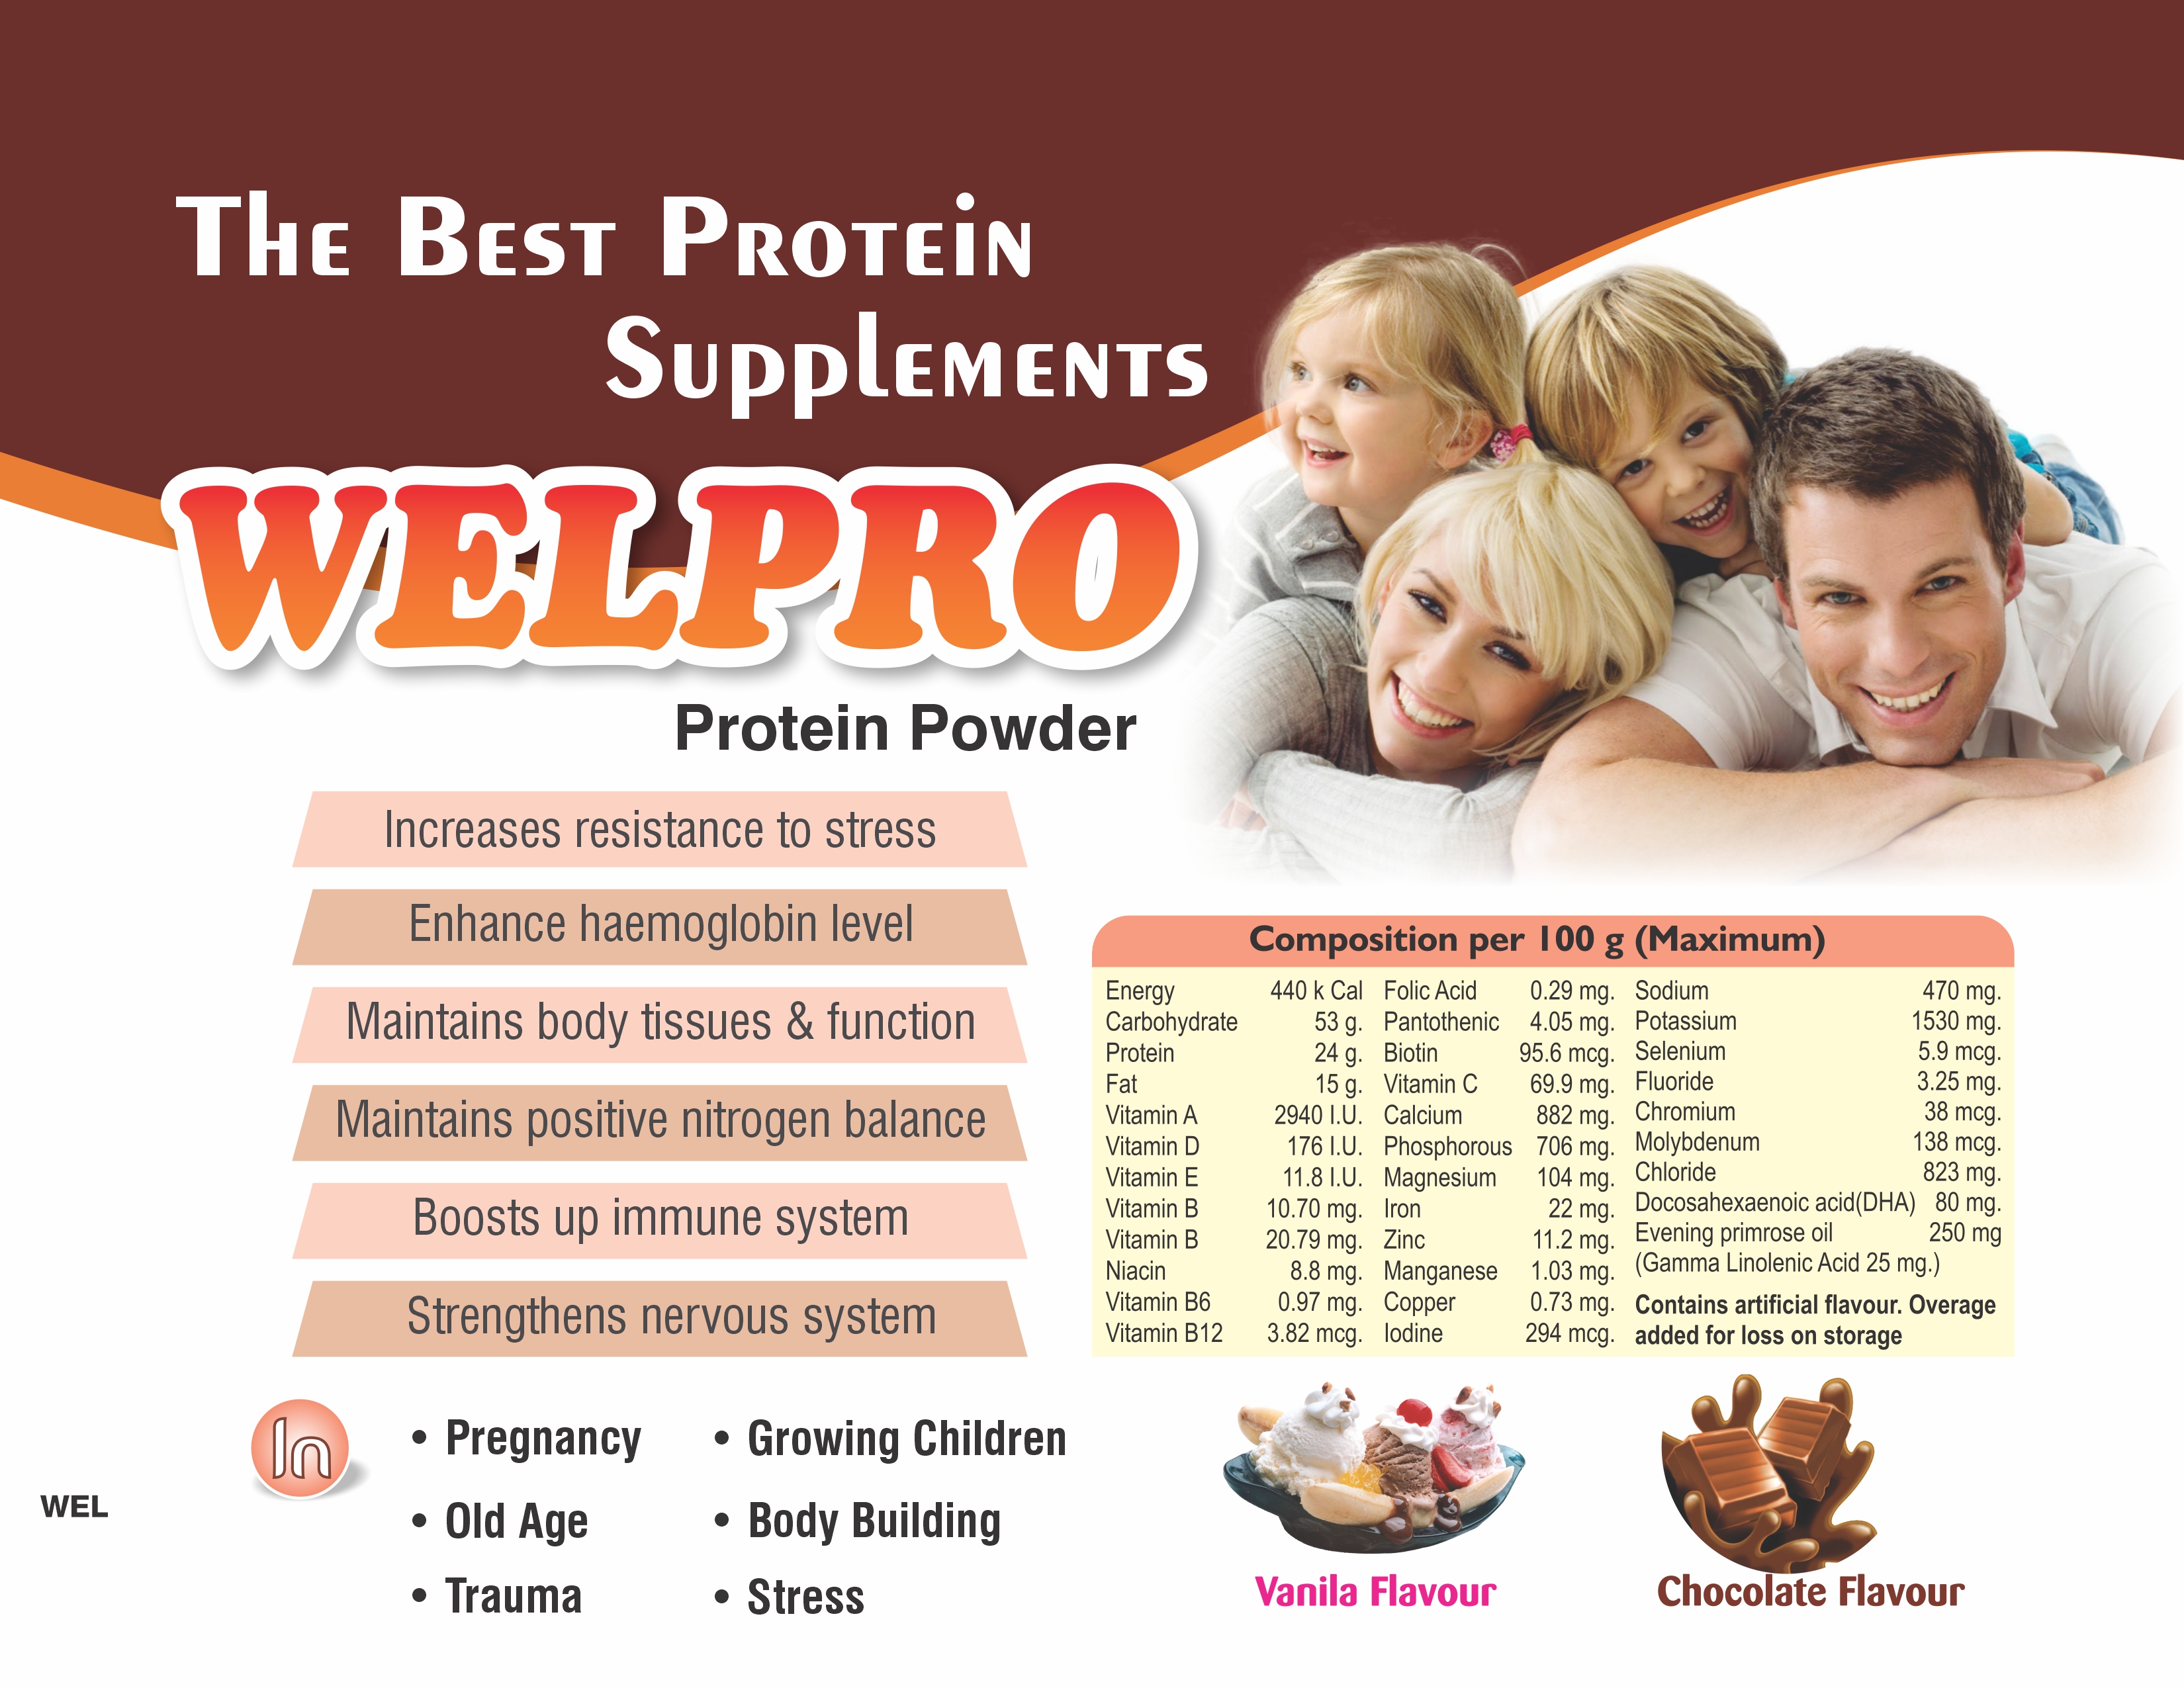 The Best Protein
Supplements
WELPRO
Protein Powder
Increases resistance to stress
Enhance haemoglobin level
Maintains body tissues & function
Maintains positive nitrogen balance
Boosts up immune system
Strengthens nervous system
In
• Pregnancy
• Old Age
• Trauma
• Growing Children
• Body Building
• Stress
WEL
Composition per 100 g (Maximum)
Energy 440 k Cal
Carbohydrate 53 g.
Protein 24 g.
Fat 15 g.
Vitamin A 2940 I.U.
Vitamin D 176 I.U.
Vitamin E 11.8 I.U.
Vitamin B 10.70 mg.
Vitamin B 20.79 mg.
Niacin 8.8 mg.
Vitamin B6 0.97 mg.
Vitamin B12 3.82 mcg.
Folic Acid 0.29 mg.
Pantothenic 4.05 mg.
Biotin 95.6 mcg.
Vitamin C 69.9 mg.
Calcium 882 mg.
Phosphorous 706 mg.
Magnesium 104 mg.
Iron 22 mg.
Zinc 11.2 mg.
Manganese 1.03 mg.
Copper 0.73 mg.
Iodine 294 mcg.
Sodium 470 mg.
Potassium 1530 mg.
Selenium 5.9 mcg.
Fluoride 3.25 mg.
Chromium 38 mcg.
Molybdenum 138 mcg.
Chloride 823 mg.
Docosahexaenoic acid(DHA) 80 mg.
Evening primrose oil 250 mg
(Gamma Linolenic Acid 25 mg.)
Contains artificial flavour. Overage
added for loss on storage
Vanila Flavour
Chocolate Flavour